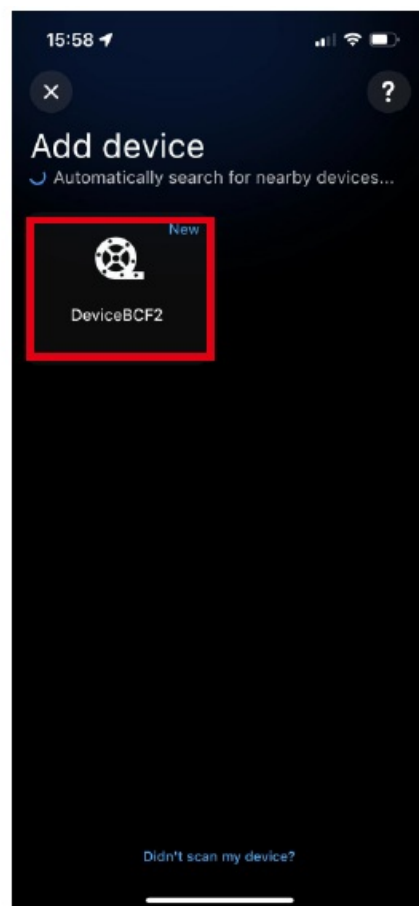 15:58
?
Add device
Automatically search for nearby devices...
New
DeviceBCF2
Didn't scan my device?